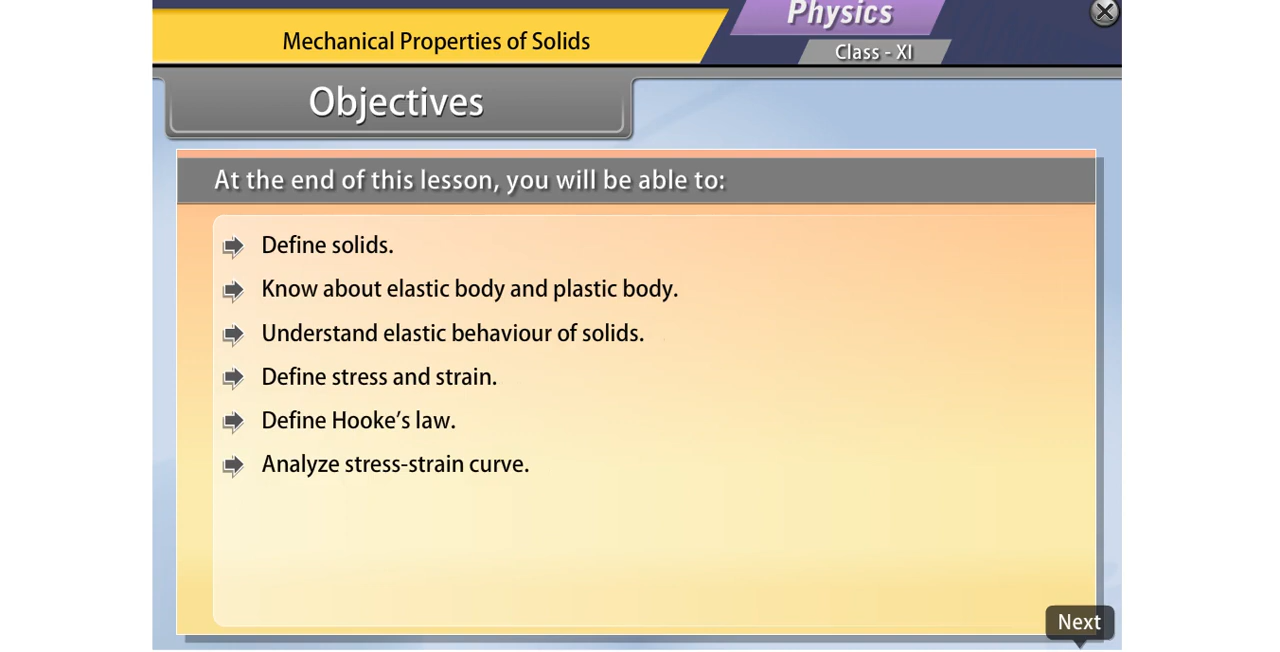 Mechanical Properties of Solids
Physics
Class - XI
Objectives
At the end of this lesson, you will be able to:
Define solids.
Know about elastic body and plastic body.
Understand elastic behaviour of solids.
Define stress and strain.
Define Hooke’s law.
Analyze stress-strain curve.
Next